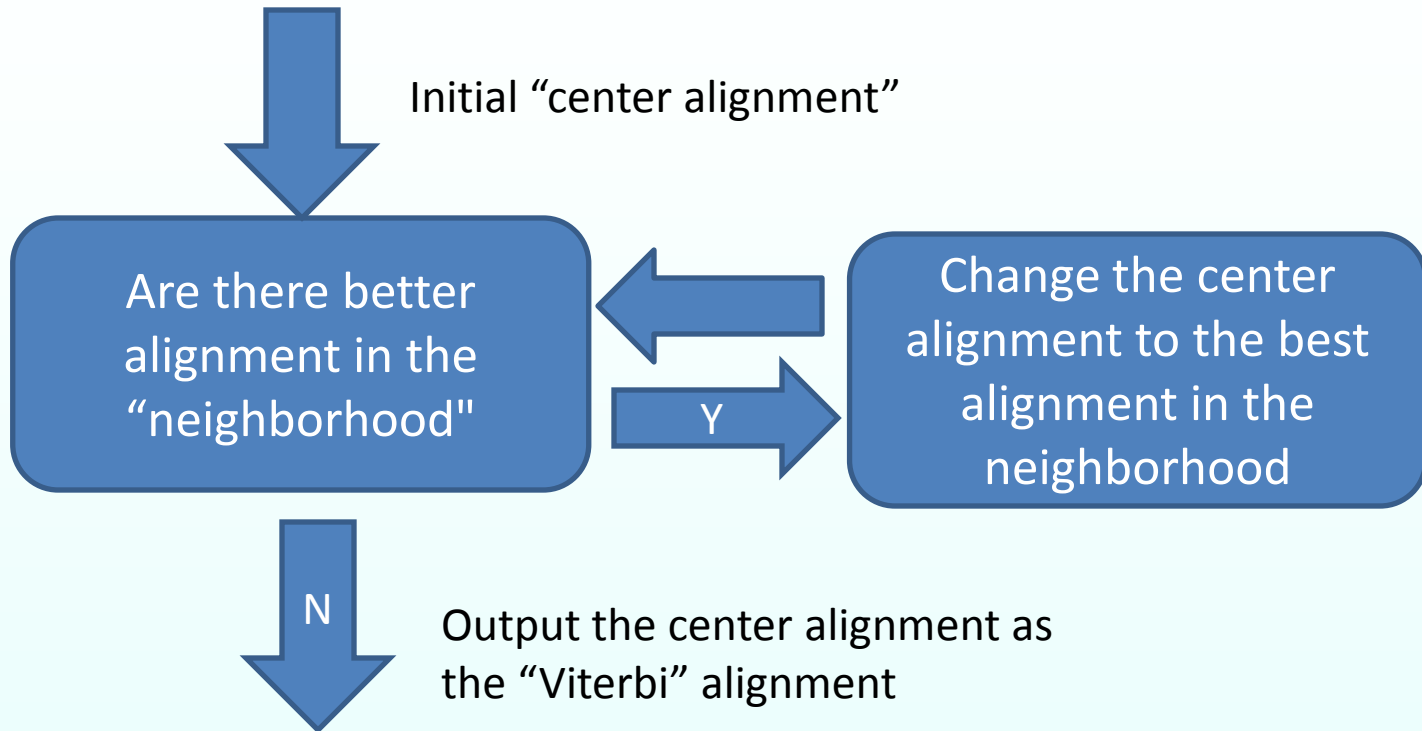 Initial “center alignment”
Are there better
alignment in the
“neighborhood"
Change the center
alignment to the best
alignment in the
neighborhood
Y
N
Output the center alignment as
the “Viterbi” alignment